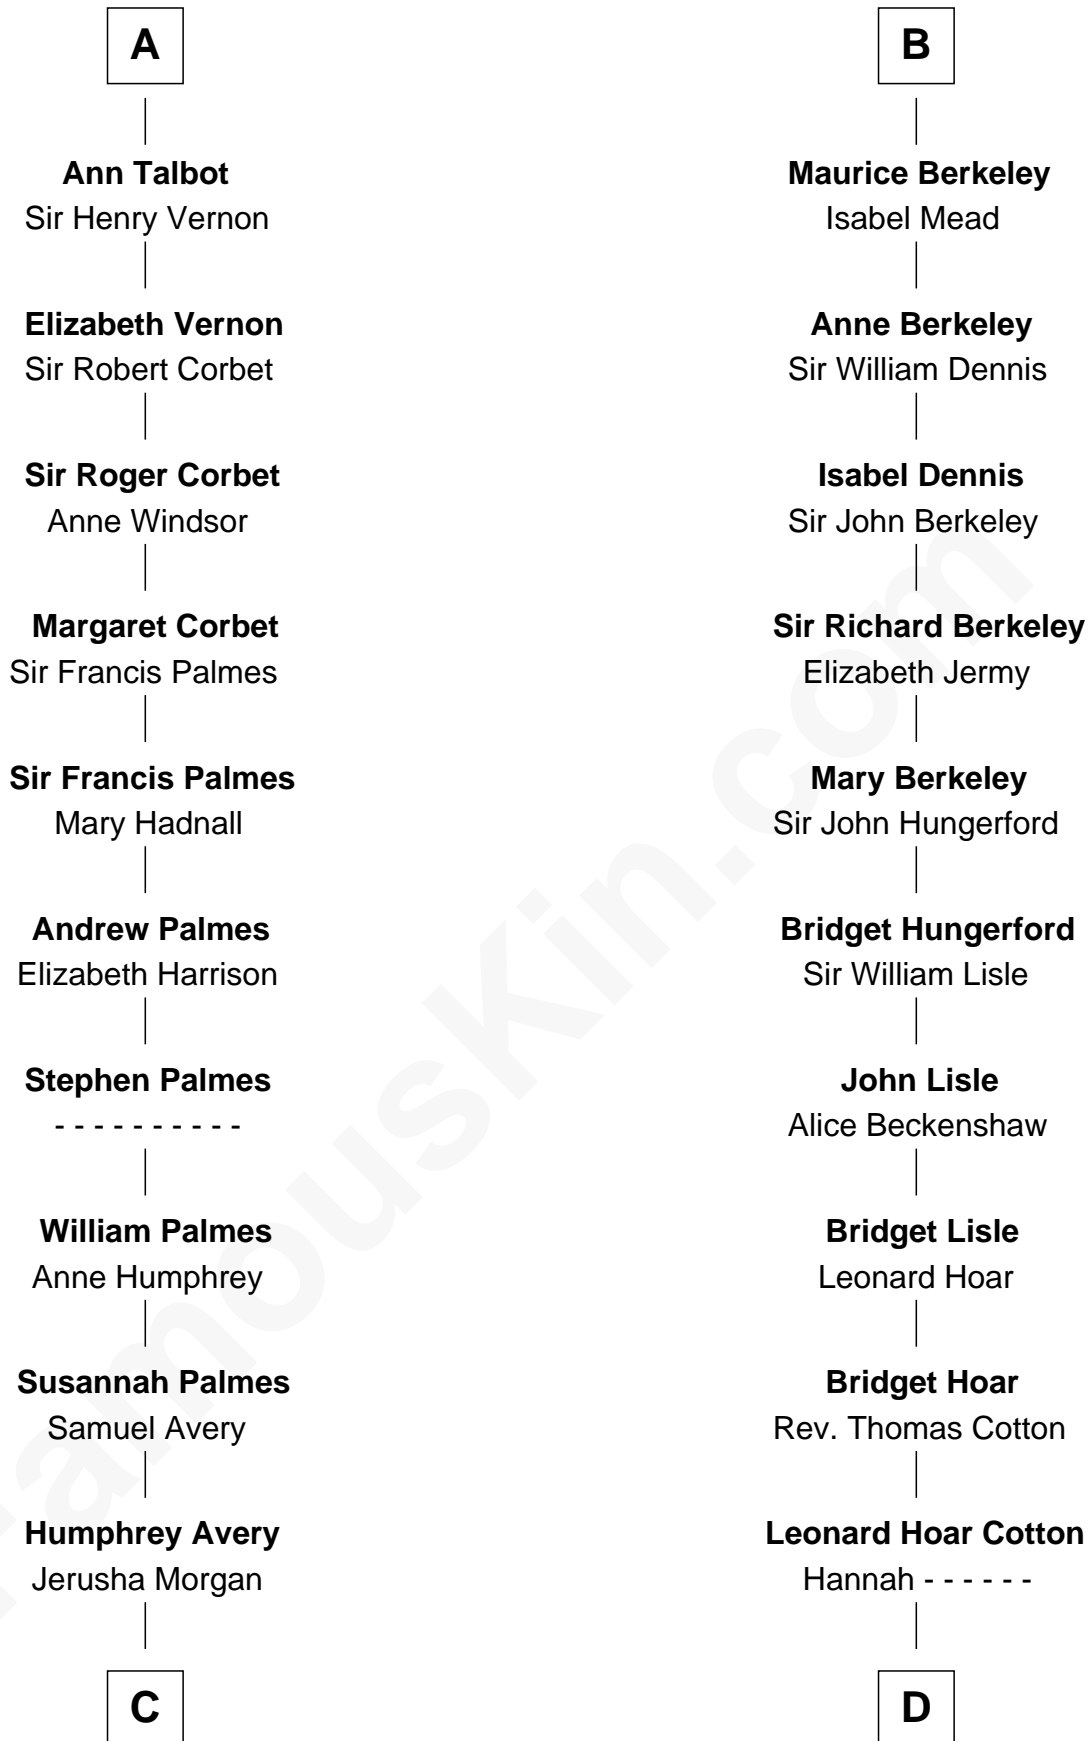 A
Ann Talbot
Sir Henry Vernon
Elizabeth Vernon
Sir Robert Corbet
Sir Roger Corbet
Anne Windsor
Margaret Corbet
Sir Francis Palmes
Sir Francis Palmes
Mary Hadnall
Andrew Palmes
Elizabeth Harrison
Stephen Palmes
- - - - - - - - - -
William Palmes
Anne Humphrey
Susannah Palmes
Samuel Avery
Humphrey Avery
Jerusha Morgan
C
B
Maurice Berkeley
Isabel Mead
Anne Berkeley
Sir William Dennis
Isabel Dennis
Sir John Berkeley
Sir Richard Berkeley
Elizabeth Jermy
Mary Berkeley
Sir John Hungerford
Bridget Hungerford
Sir William Lisle
John Lisle
Alice Beckenshaw
Bridget Lisle
Leonard Hoar
Bridget Hoar
Rev. Thomas Cotton
Leonard Hoar Cotton
Hannah - - - - - -
D
FamousKin.com